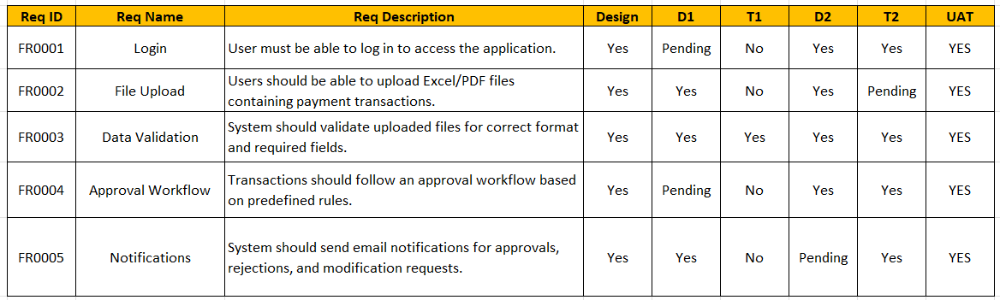 Req ID Req Name Req Description Design D1 T1 D2 T2 UAT
FR0001 Login User must be able to log in to access the application. Yes Pending No Yes Yes YES
FR0002 File Upload Users should be able to upload Excel/PDF files
containing payment transactions. Yes Yes No Yes Pending YES
FR0003 Data Validation System should validate uploaded files for correct format
and required fields. Yes Yes Yes Yes Yes YES
FR0004 Approval Workflow Transactions should follow an approval workflow based
on predefined rules. Yes Pending No Yes Yes YES
FR0005 Notifications System should send email notifications for approvals,
rejections, and modification requests. Yes Yes No Pending Yes YES